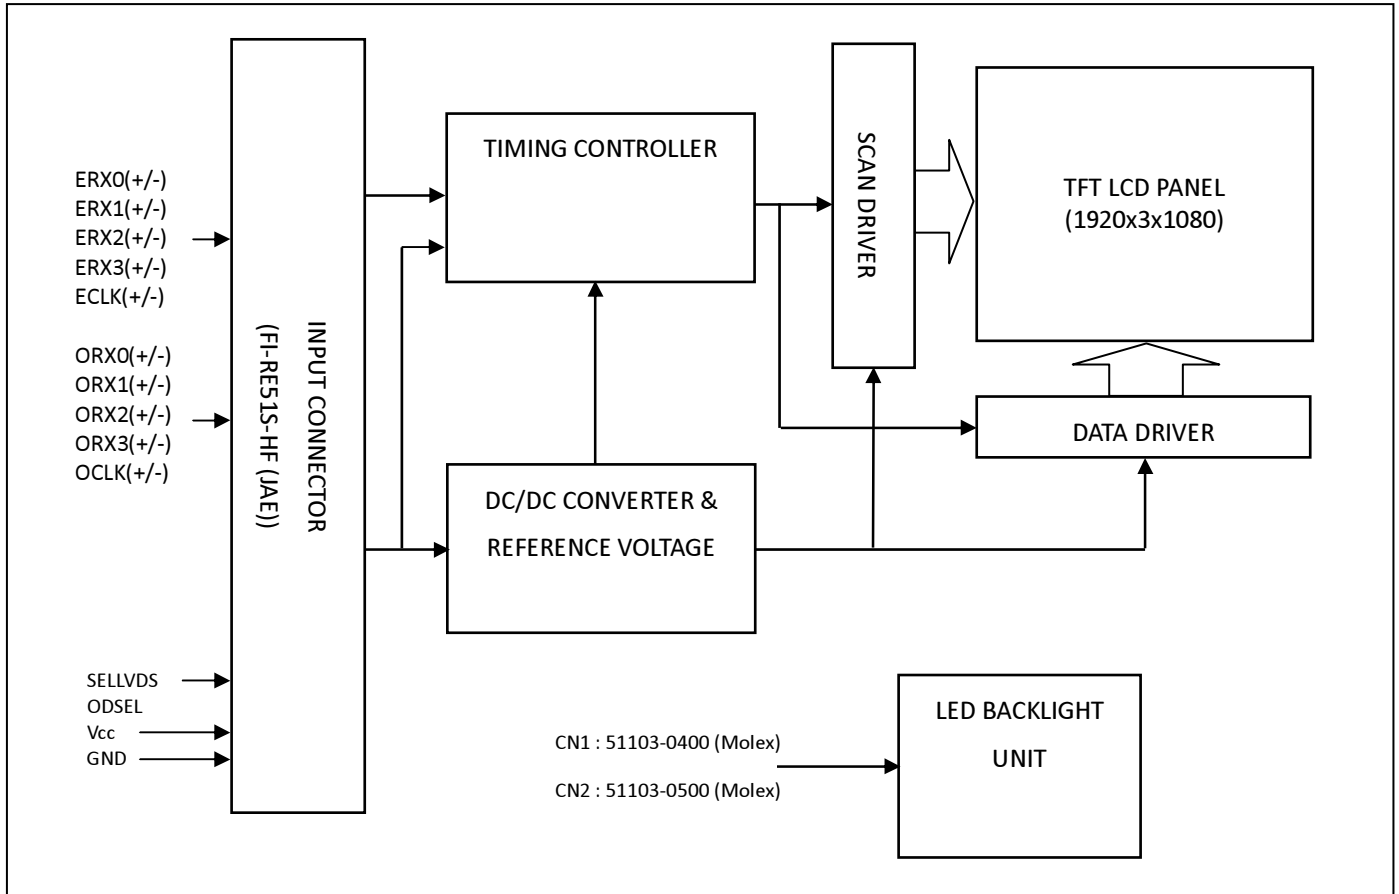 ERX0(+/-)
ERX1(+/-)
ERX2(+/-)
ERX3(+/-)
ECLK(+/-)
ORX0(+/-)
ORX1(+/-)
ORX2(+/-)
ORX3(+/-)
OCLK(+/-)
SELLVDS
ODSEL
Vcc
GND
INPUT CONNECTOR
(FI-RE51S-HF (JAE))
TIMING CONTROLLER
DC/DC CONVERTER &
REFERENCE VOLTAGE
SCAN DRIVER
TFT LCD PANEL
(1920x3x1080)
DATA DRIVER
CN1 : 51103-0400 (Molex)
CN2 : 51103-0500 (Molex)
LED BACKLIGHT
UNIT